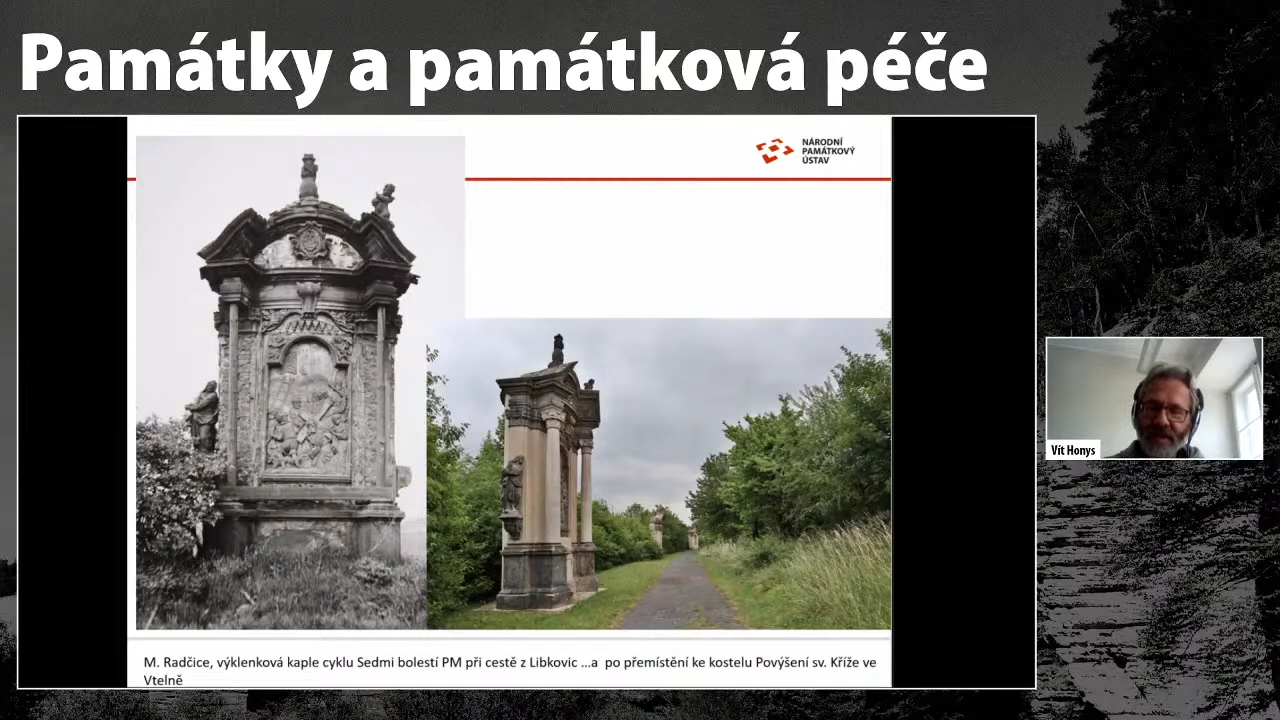 Památky a památková péče
NÁRODNÍ
PAMÁTKOVÝ
ÚSTAV
Vít Honys
M. Radčice, výklenková kaple cyklu Sedmi bolestí PM při cestě z Libkovic ...a  po přemístění ke kostelu Povýšení sv. Kříže ve
Vtelně